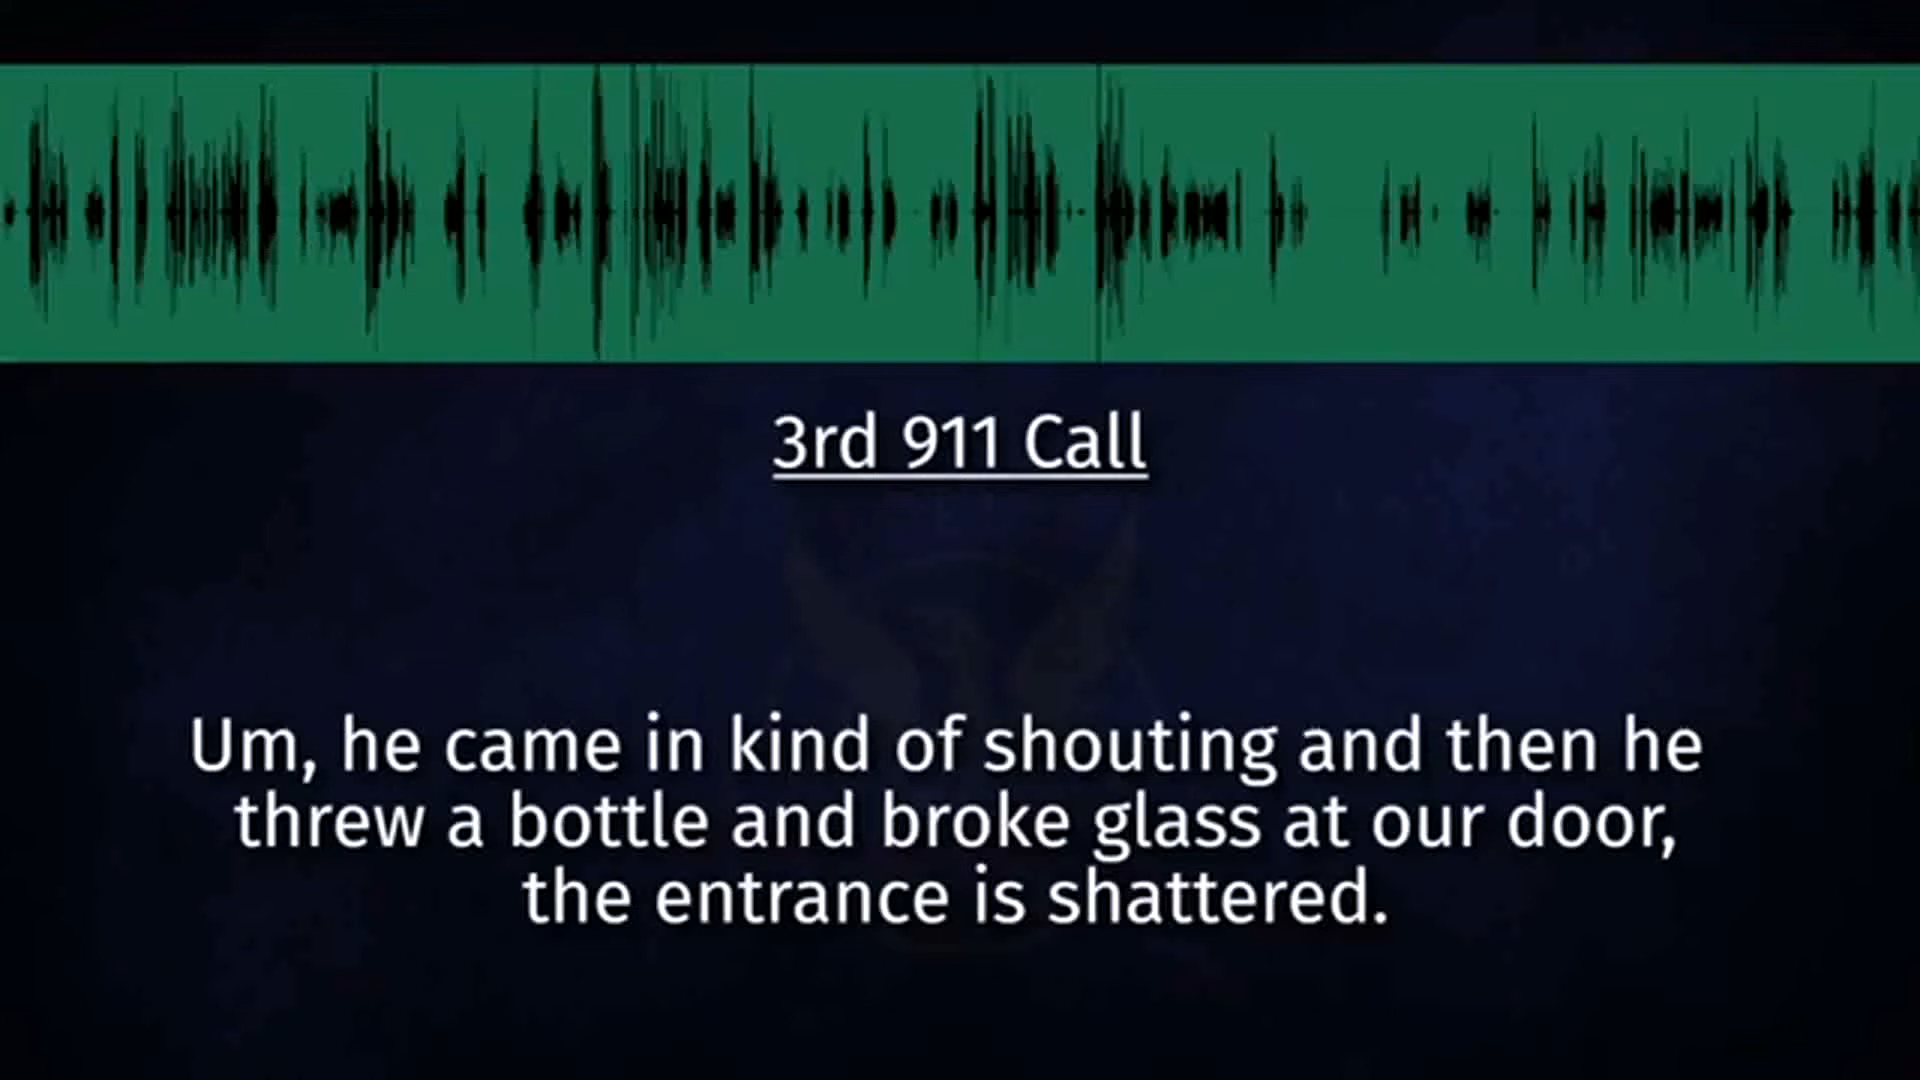 3rd 911 Call
Um, he came in kind of shouting and then he
threw a bottle and broke glass at our door,
the entrance is shattered.